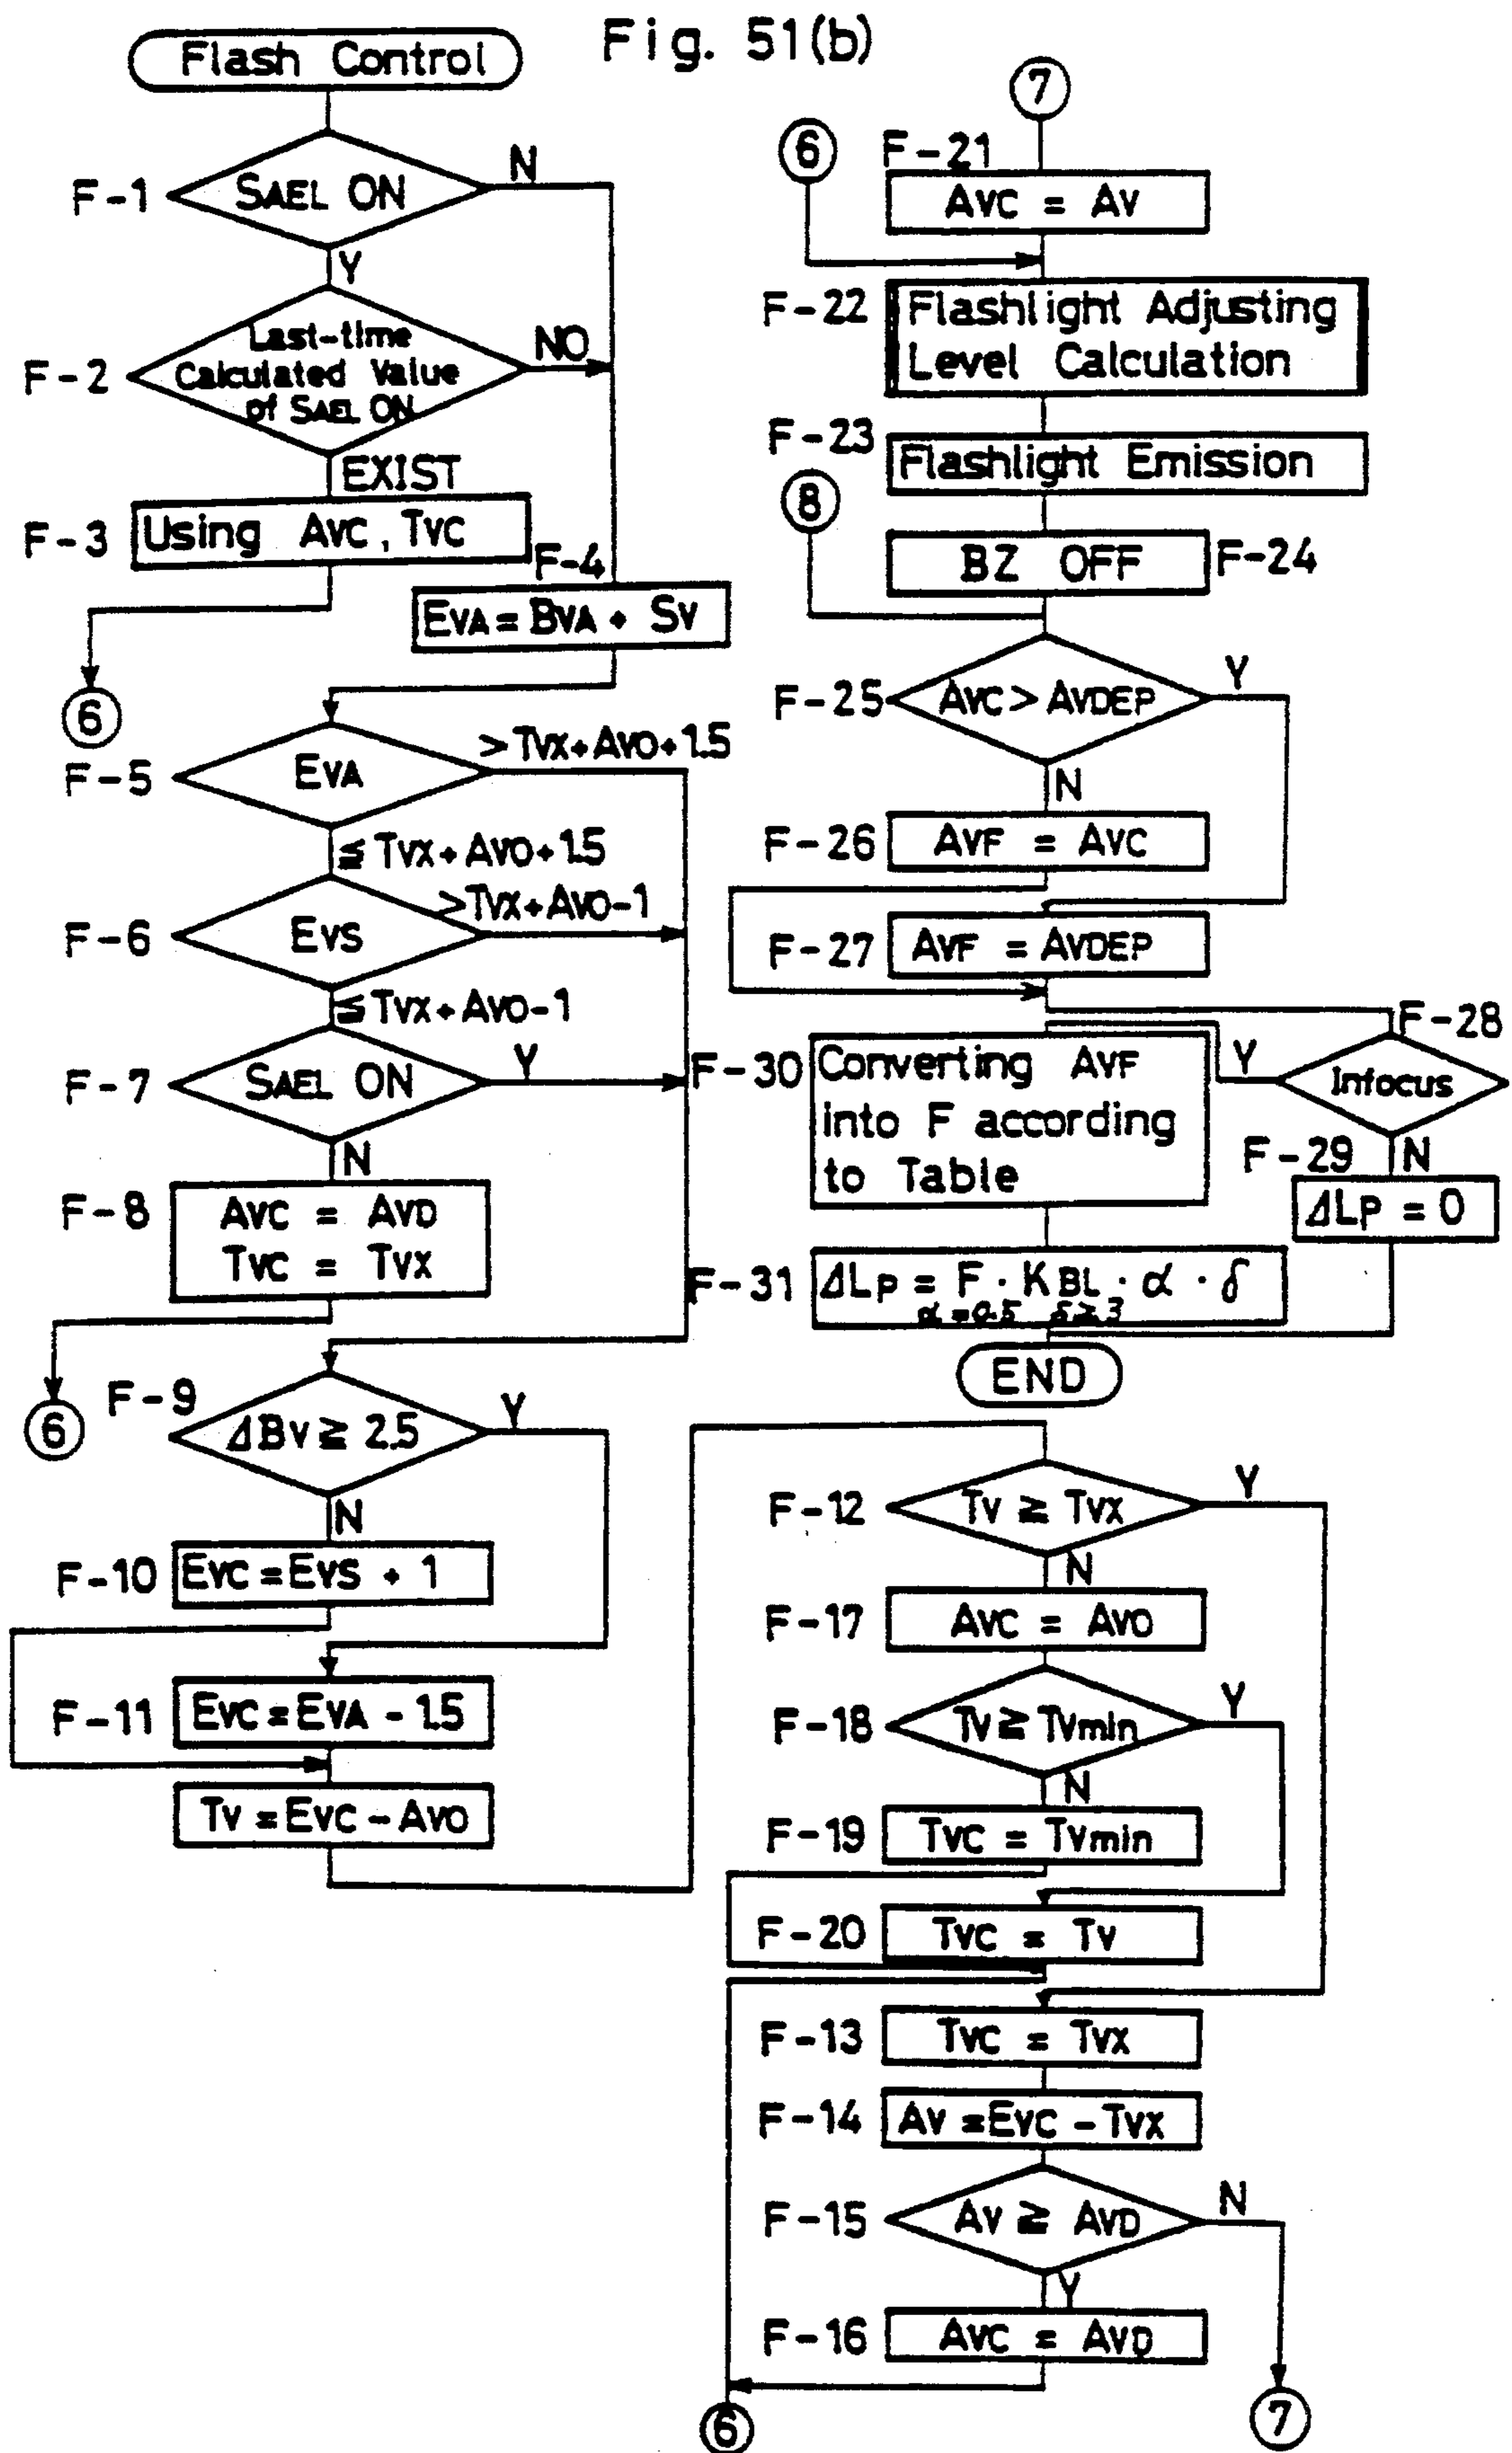 Fig. 51(b)
Flash Control
F-1
SAEL ON
N
Y
F-2
Last-time
Calculated Value
of SAEL ON
NO
EXIST
F-3
Using AVC, TVC
F-4
EVA = BVA + SV
6
F-5
EVA
> TVX + AVO + 1.5
≦ TVX + AVO + 1.5
F-6
EVS
> TVX + AVO - 1
≦ TVX + AVO - 1
F-7
SAEL ON
Y
N
F-8
AVC = AVD
TVC = TVX
6
F-9
ΔBV ≧ 2.5
Y
N
F-10
EVC = EVS + 1
F-11
EVC = EVA - 1.5
TV = EVC - AVO
7
6
F-21
AVC = AV
F-22
Flashlight Adjusting
Level Calculation
F-23
Flashlight Emission
8
BZ OFF
F-24
F-25
AVC > AVDEP
Y
N
F-26
AVF = AVC
F-27
AVF = AVDEP
F-28
Infocus
Y
N
F-29
ΔLP = 0
F-30
Converting AVF
into F according
to Table
F-31
ΔLP = F · KBL · α · δ
α = 0.5 δ ≧ 3
END
F-12
TV ≧ TVX
Y
N
F-17
AVC = AVO
F-18
TV ≧ TVmin
Y
N
F-19
TVC = TVmin
F-20
TVC = TV
F-13
TVC = TVX
F-14
AV = EVC - TVX
F-15
AV ≧ AVD
N
Y
F-16
AVC = AVD
6
7